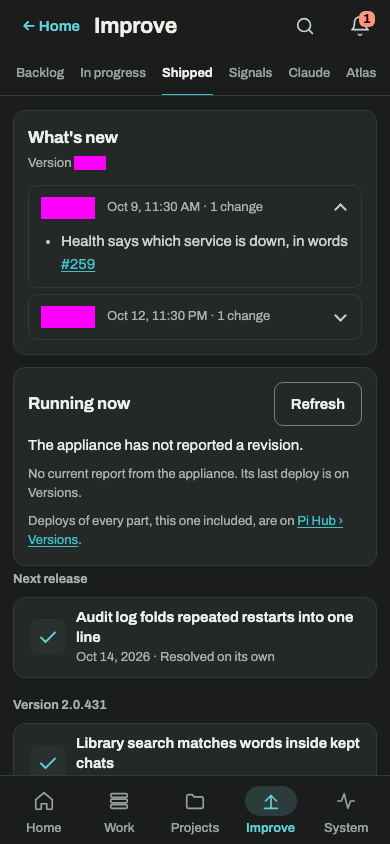 ← Home Improve
1
Backlog In progress Shipped Signals Claude Atlas
What's new
Version
Oct 9, 11:30 AM · 1 change
• Health says which service is down, in words
#259
Oct 12, 11:30 PM · 1 change
Running now
Refresh
The appliance has not reported a revision.
No current report from the appliance. Its last deploy is on
Versions.
Deploys of every part, this one included, are on Pi Hub ›
Versions.
Next release
Audit log folds repeated restarts into one
line
Oct 14, 2026 · Resolved on its own
Version 2.0.431
Library search matches words inside kept
chats
Home Work Projects Improve System